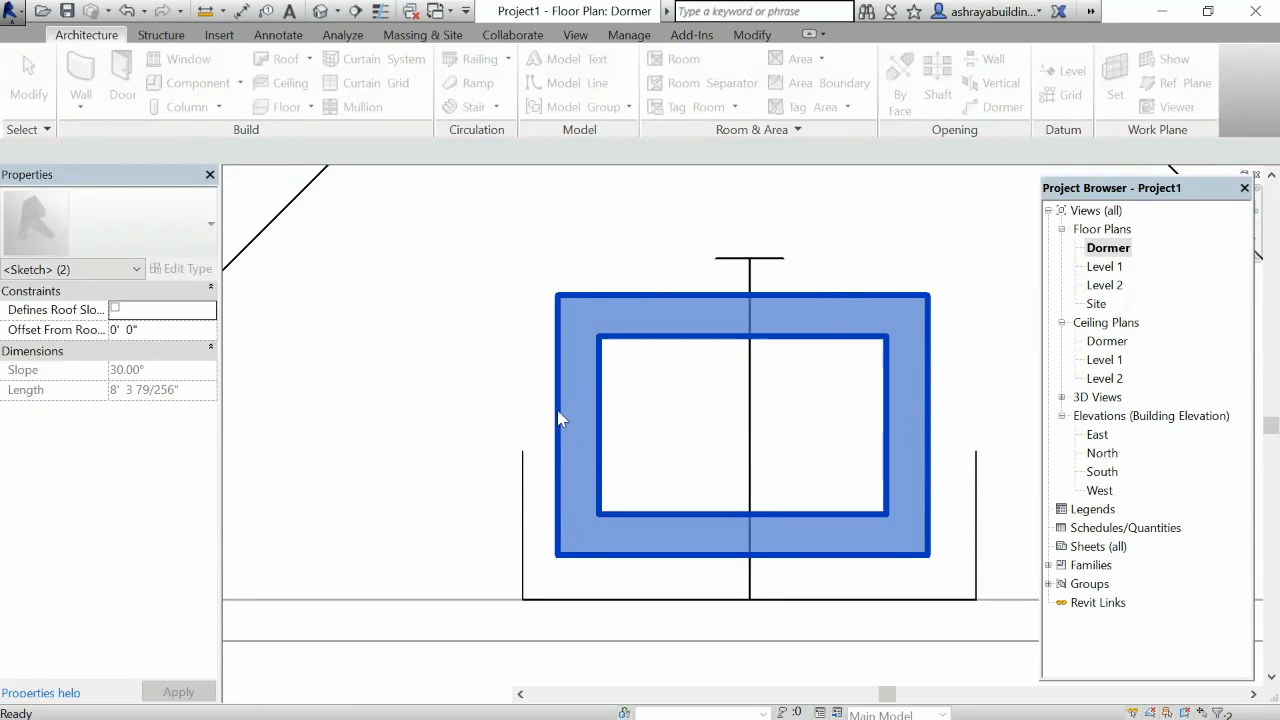 Project1 - Floor Plan: Dormer
Type a keyword or phrase
ashrayabuildin...
Architecture Structure Insert Annotate Analyze Massing & Site Collaborate View Manage Add-Ins Modify
Modify
Wall
Door
Window
Component
Column
Roof
Ceiling
Floor
Curtain System
Curtain Grid
Mullion
Railing
Ramp
Stair
Model Text
Model Line
Model Group
Room
Room Separator
Tag Room
Area
Area Boundary
Tag Area
By
Face
Shaft
Wall
Vertical
Dormer
Level
Grid
Set
Show
Ref Plane
Viewer
Select Build Circulation Model Room & Area Opening Datum Work Plane
Properties
<Sketch> (2)
Edit Type
Constraints
Defines Roof Slo...
Offset From Roo... 0' 0"
Dimensions
Slope 30.00°
Length 8' 3 79/256"
Properties help
Apply
Ready
Project Browser - Project1
Views (all)
Floor Plans
Dormer
Level 1
Level 2
Site
Ceiling Plans
Dormer
Level 1
Level 2
3D Views
Elevations (Building Elevation)
East
North
South
West
Legends
Schedules/Quantities
Sheets (all)
Families
Groups
Revit Links
:0
Main Model
:2